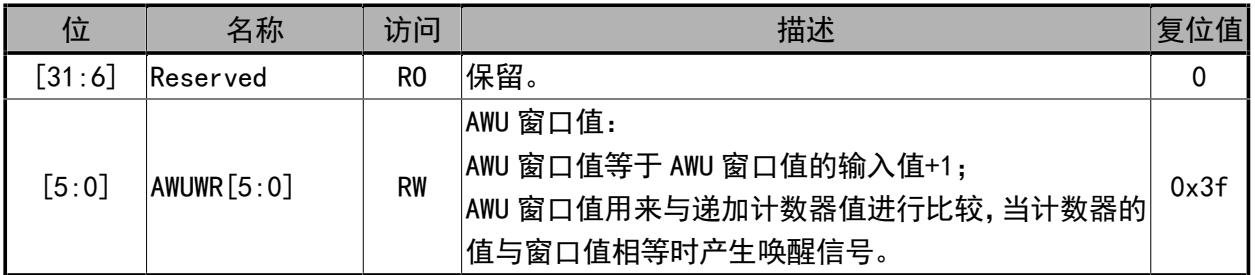 位 名称 访问 描述 复位值
[31:6] Reserved RO 保留。 0
AWU 窗口值：
AWU 窗口值等于 AWU 窗口值的输入值+1；
[5:0] AWUWR[5:0] RW 0x3f
AWU 窗口值用来与递加计数器值进行比较，当计数器的
值与窗口值相等时产生唤醒信号。